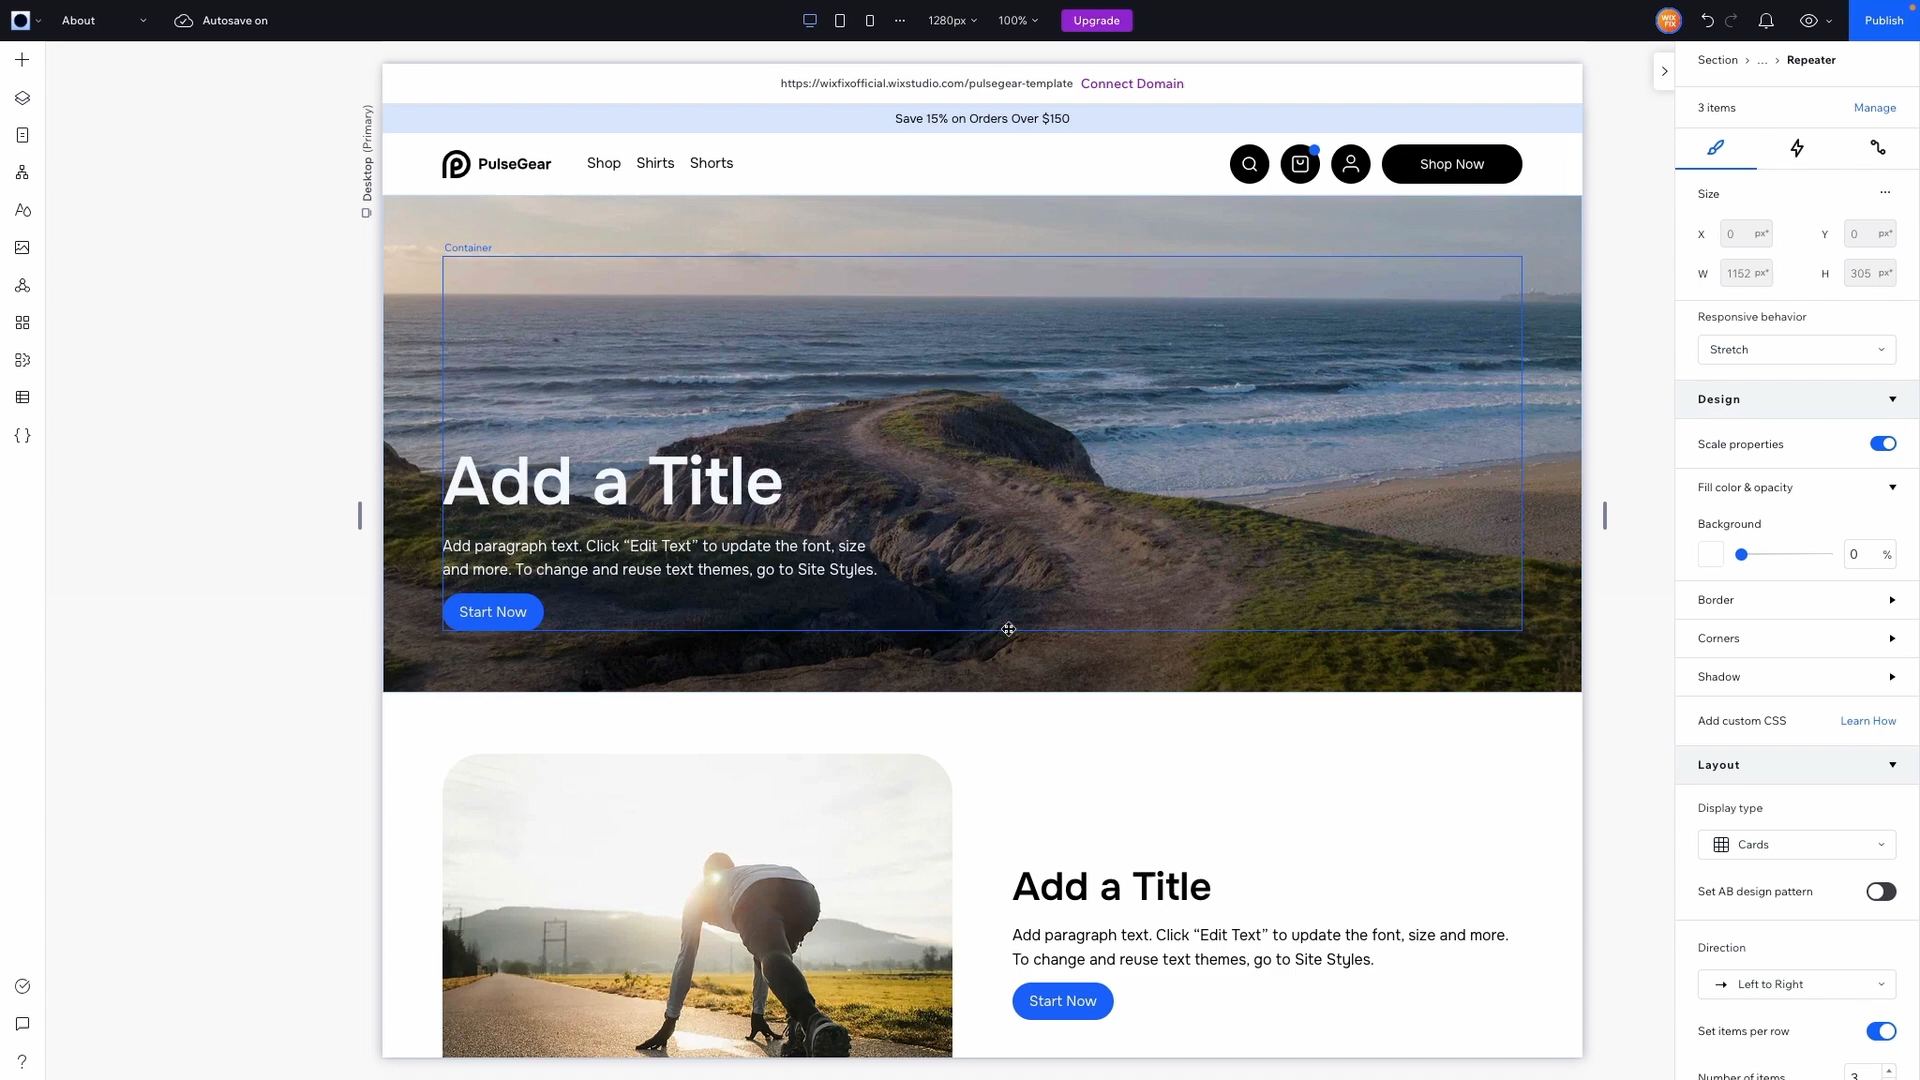 About
Autosave on
1280px
100%
Upgrade
WIX
FIX
Publish
Desktop (Primary)
https://wixfixofficial.wixstudio.com/pulsegear-template Connect Domain
Save 15% on Orders Over $150
PulseGear
Shop Shirts Shorts
Shop Now
Container
Add a Title
Add paragraph text. Click “Edit Text” to update the font, size
and more. To change and reuse text themes, go to Site Styles.
Start Now
Add a Title
Add paragraph text. Click “Edit Text” to update the font, size and more.
To change and reuse text themes, go to Site Styles.
Start Now
Section > ... > Repeater
3 items Manage
Size
X 0 px* Y 0 px*
W 1152 px* H 305 px*
Responsive behavior
Stretch
Design
Scale properties
Fill color & opacity
Background
0 %
Border
Corners
Shadow
Add custom CSS Learn How
Layout
Display type
Cards
Set AB design pattern
Direction
Left to Right
Set items per row
Number of items 3